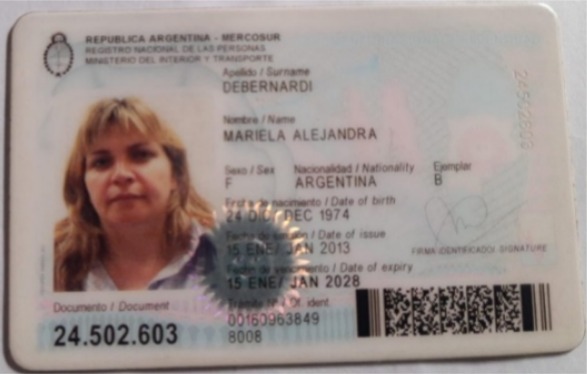 REPUBLICA ARGENTINA - MERCOSUR
REGISTRO NACIONAL DE LAS PERSONAS
MINISTERIO DEL INTERIOR Y TRANSPORTE
Apellido / Surname
DEBERNARDI
Nombre / Name
MARIELA ALEJANDRA
Sexo / Sex Nacionalidad / Nationality Ejemplar
F ARGENTINA B
Fecha de nacimiento / Date of birth
24 DIC/ DEC 1974
Fecha de emisión / Date of issue
15 ENE/ JAN 2013
FIRMA IDENTIFICADO/ SIGNATURE
Fecha de vencimiento / Date of expiry
15 ENE/ JAN 2028
Documento / Document
24.502.603
Trámite Nº / Of. ident.
00160963849
8008